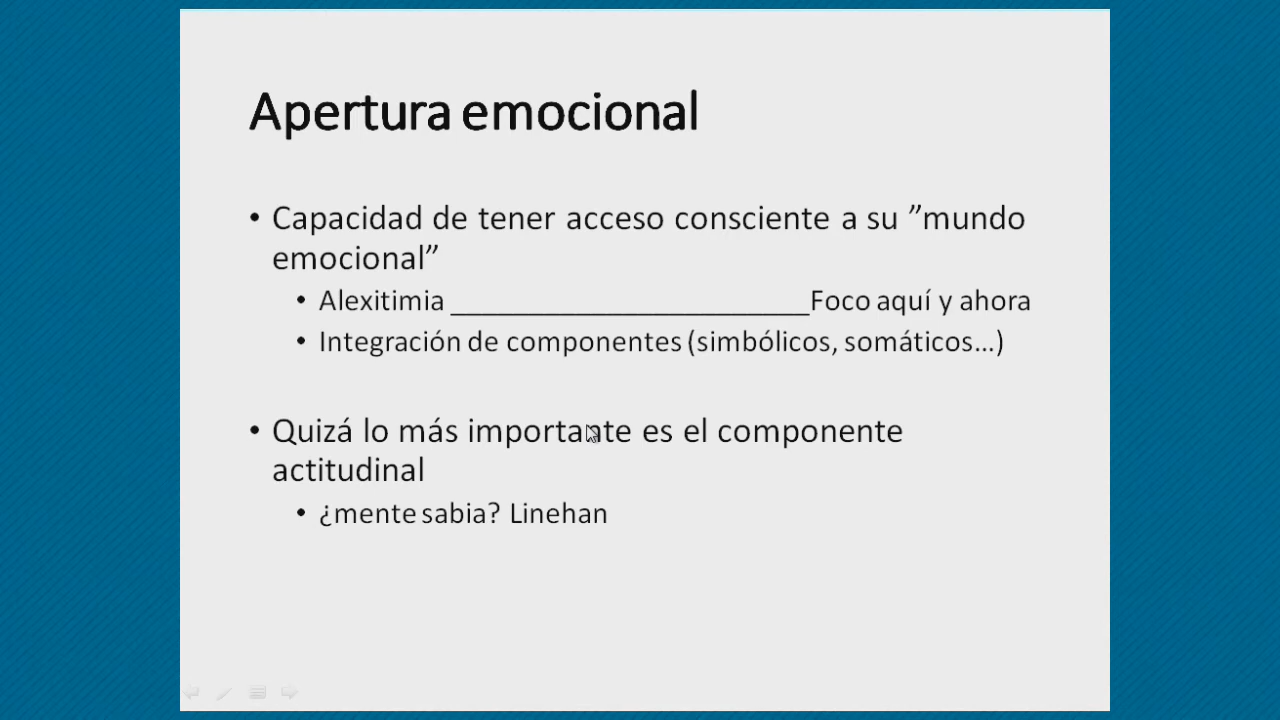 Apertura emocional
• Capacidad de tener acceso consciente a su ”mundo
emocional”
• Alexitimia _______________________Foco aquí y ahora
• Integración de componentes (simbólicos, somáticos...)
• Quizá lo más importante es el componente
actitudinal
• ¿mente sabia? Linehan